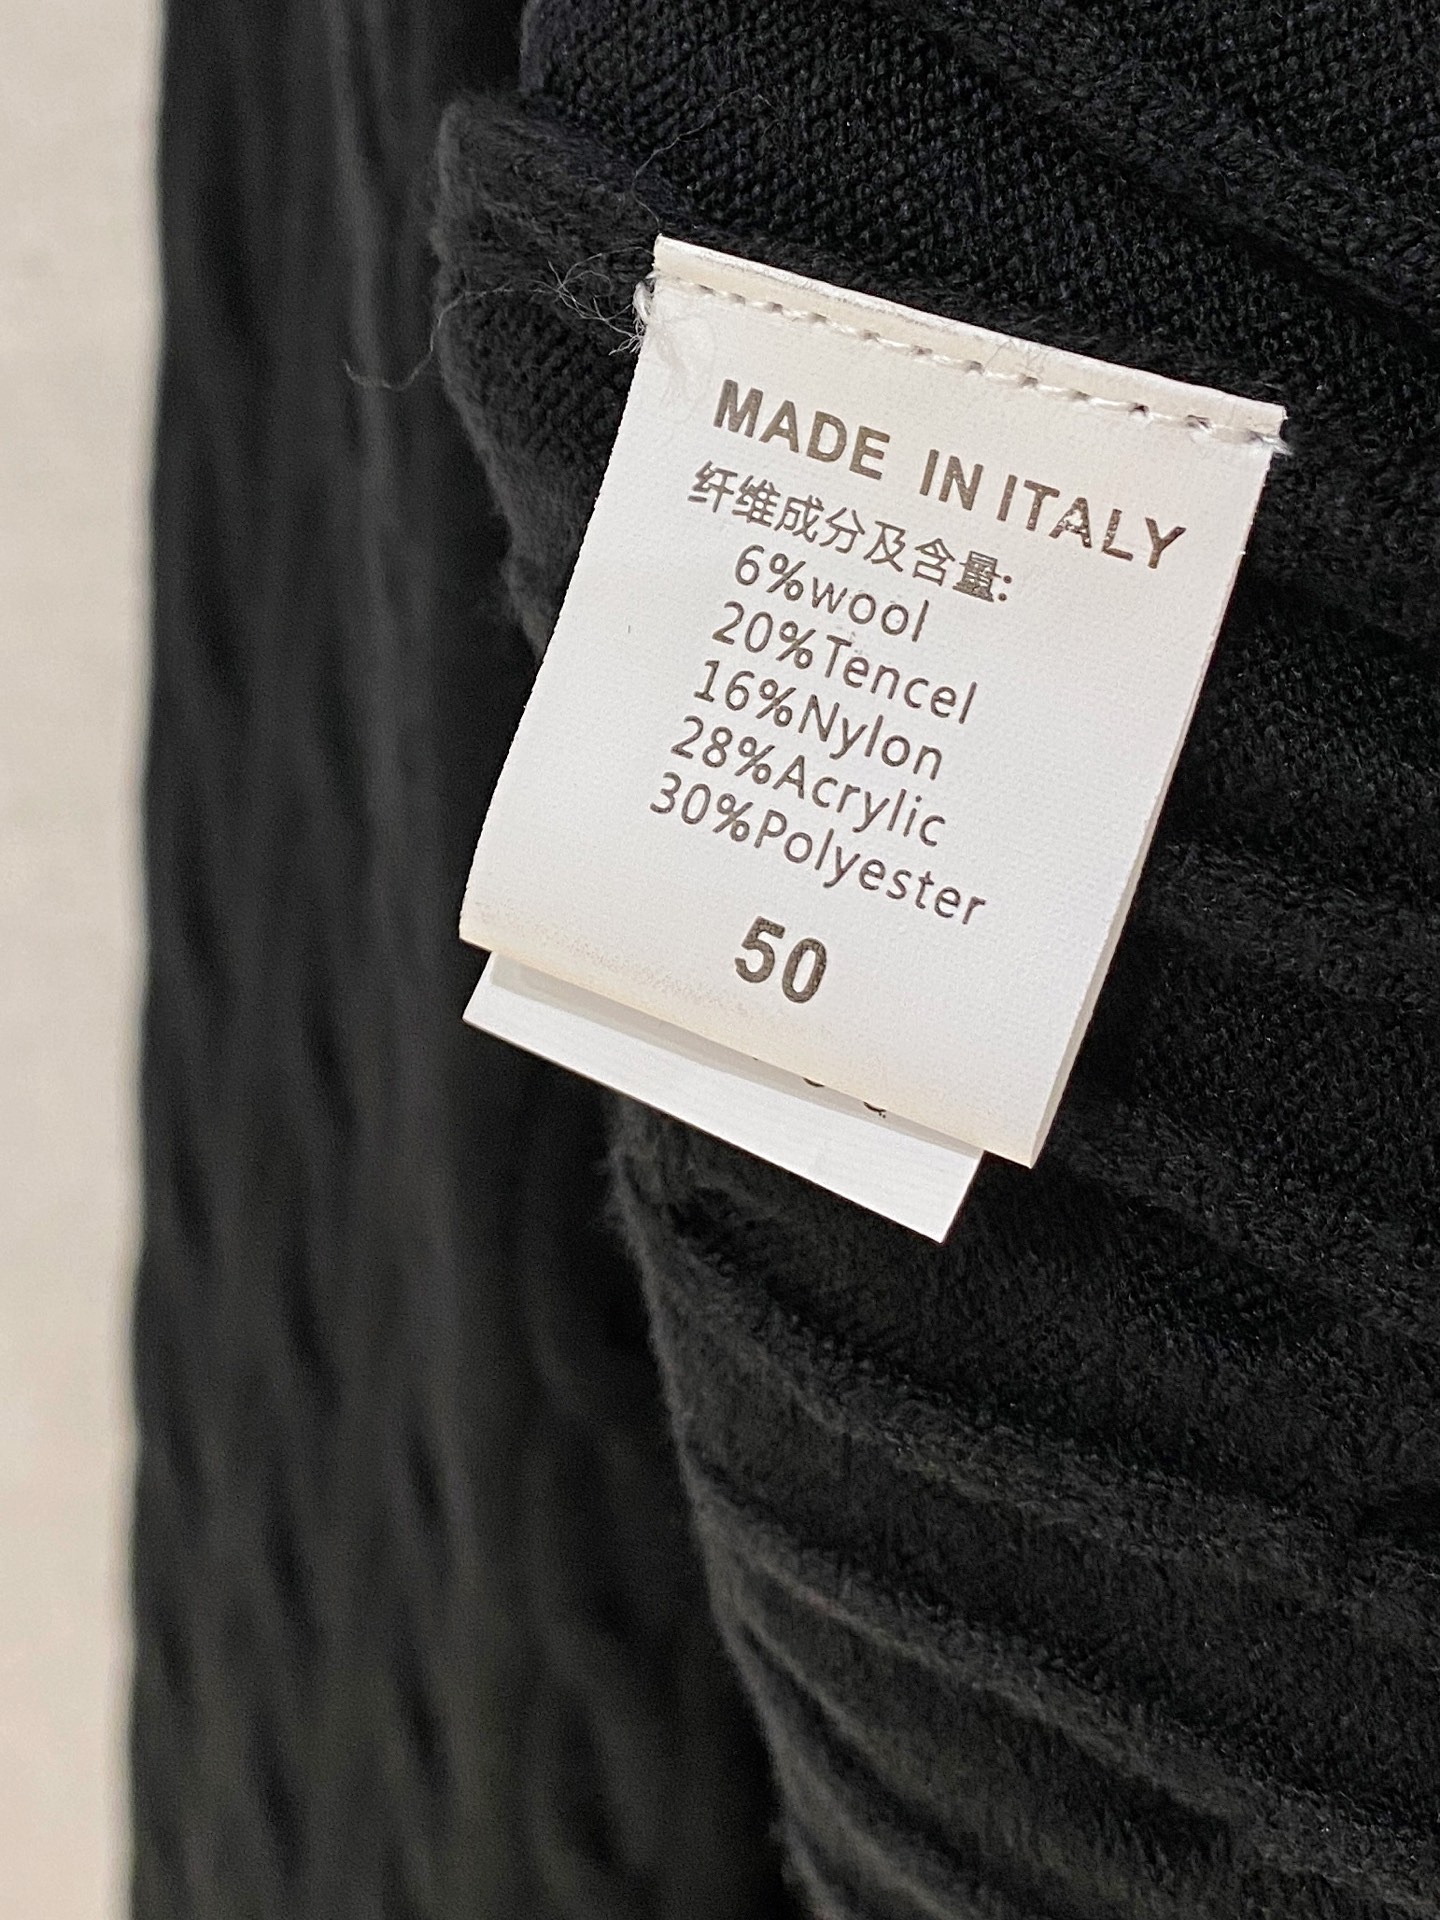 MADE IN ITALY
纤维成分及含量:
6%wool
20%Tencel
16%Nylon
28%Acrylic
30%Polyester
50